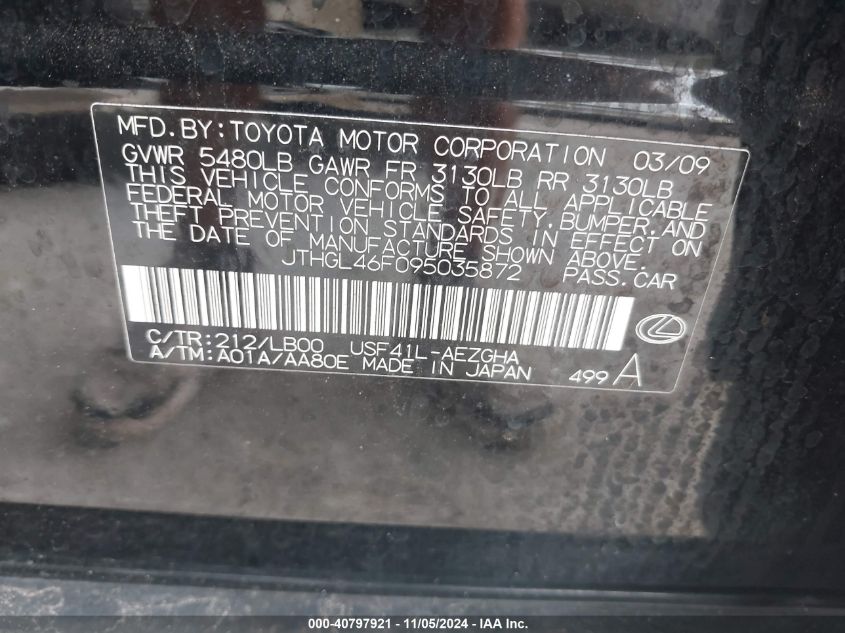 MFD.BY:TOYOTA MOTOR CORPORATION 03/09
GVWR 5480LB GAWR FR 3130LB RR 3130LB
THIS VEHICLE CONFORMS TO ALL APPLICABLE
FEDERAL MOTOR VEHICLE SAFETY,BUMPER,AND
THEFT PREVENTION STANDARDS IN EFFECT ON
THE DATE OF MANUFACTURE SHOWN ABOVE.
JTHGL46F095035872 PASS.CAR
C/TR:212/LB00 USF41L-AEZGHA
A/TM:A01A/AA80E MADE IN JAPAN 499A
000-40797921 - 11/05/2024 - IAA Inc.